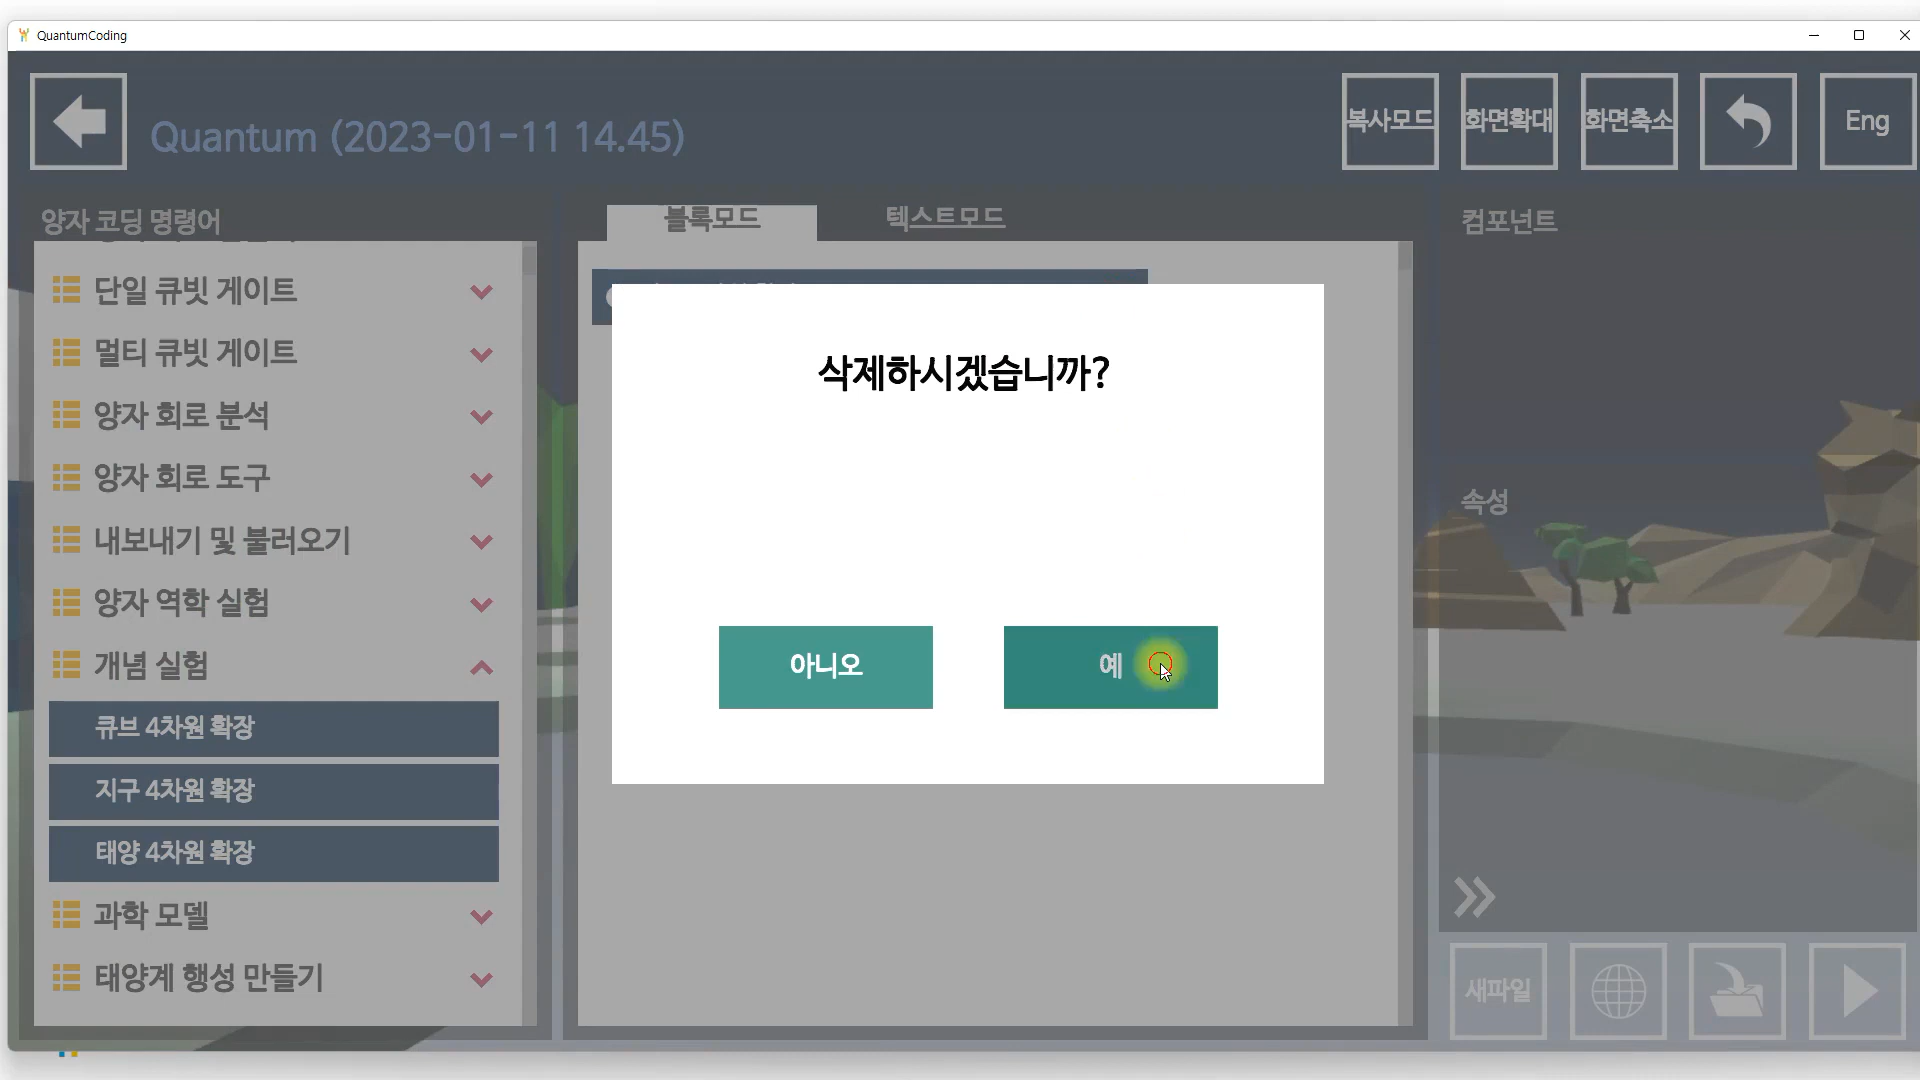 QuantumCoding
Quantum (2023-01-11 14.45)
복사모드
화면확대
화면축소
Eng
양자 코딩 명령어
블록모드
텍스트모드
컴포넌트
단일 큐빗 게이트
멀티 큐빗 게이트
양자 회로 분석
양자 회로 도구
내보내기 및 불러오기
양자 역학 실험
개념 실험
큐브 4차원 확장
지구 4차원 확장
태양 4차원 확장
과학 모델
태양계 행성 만들기
삭제하시겠습니까?
아니오
예
속성
새파일